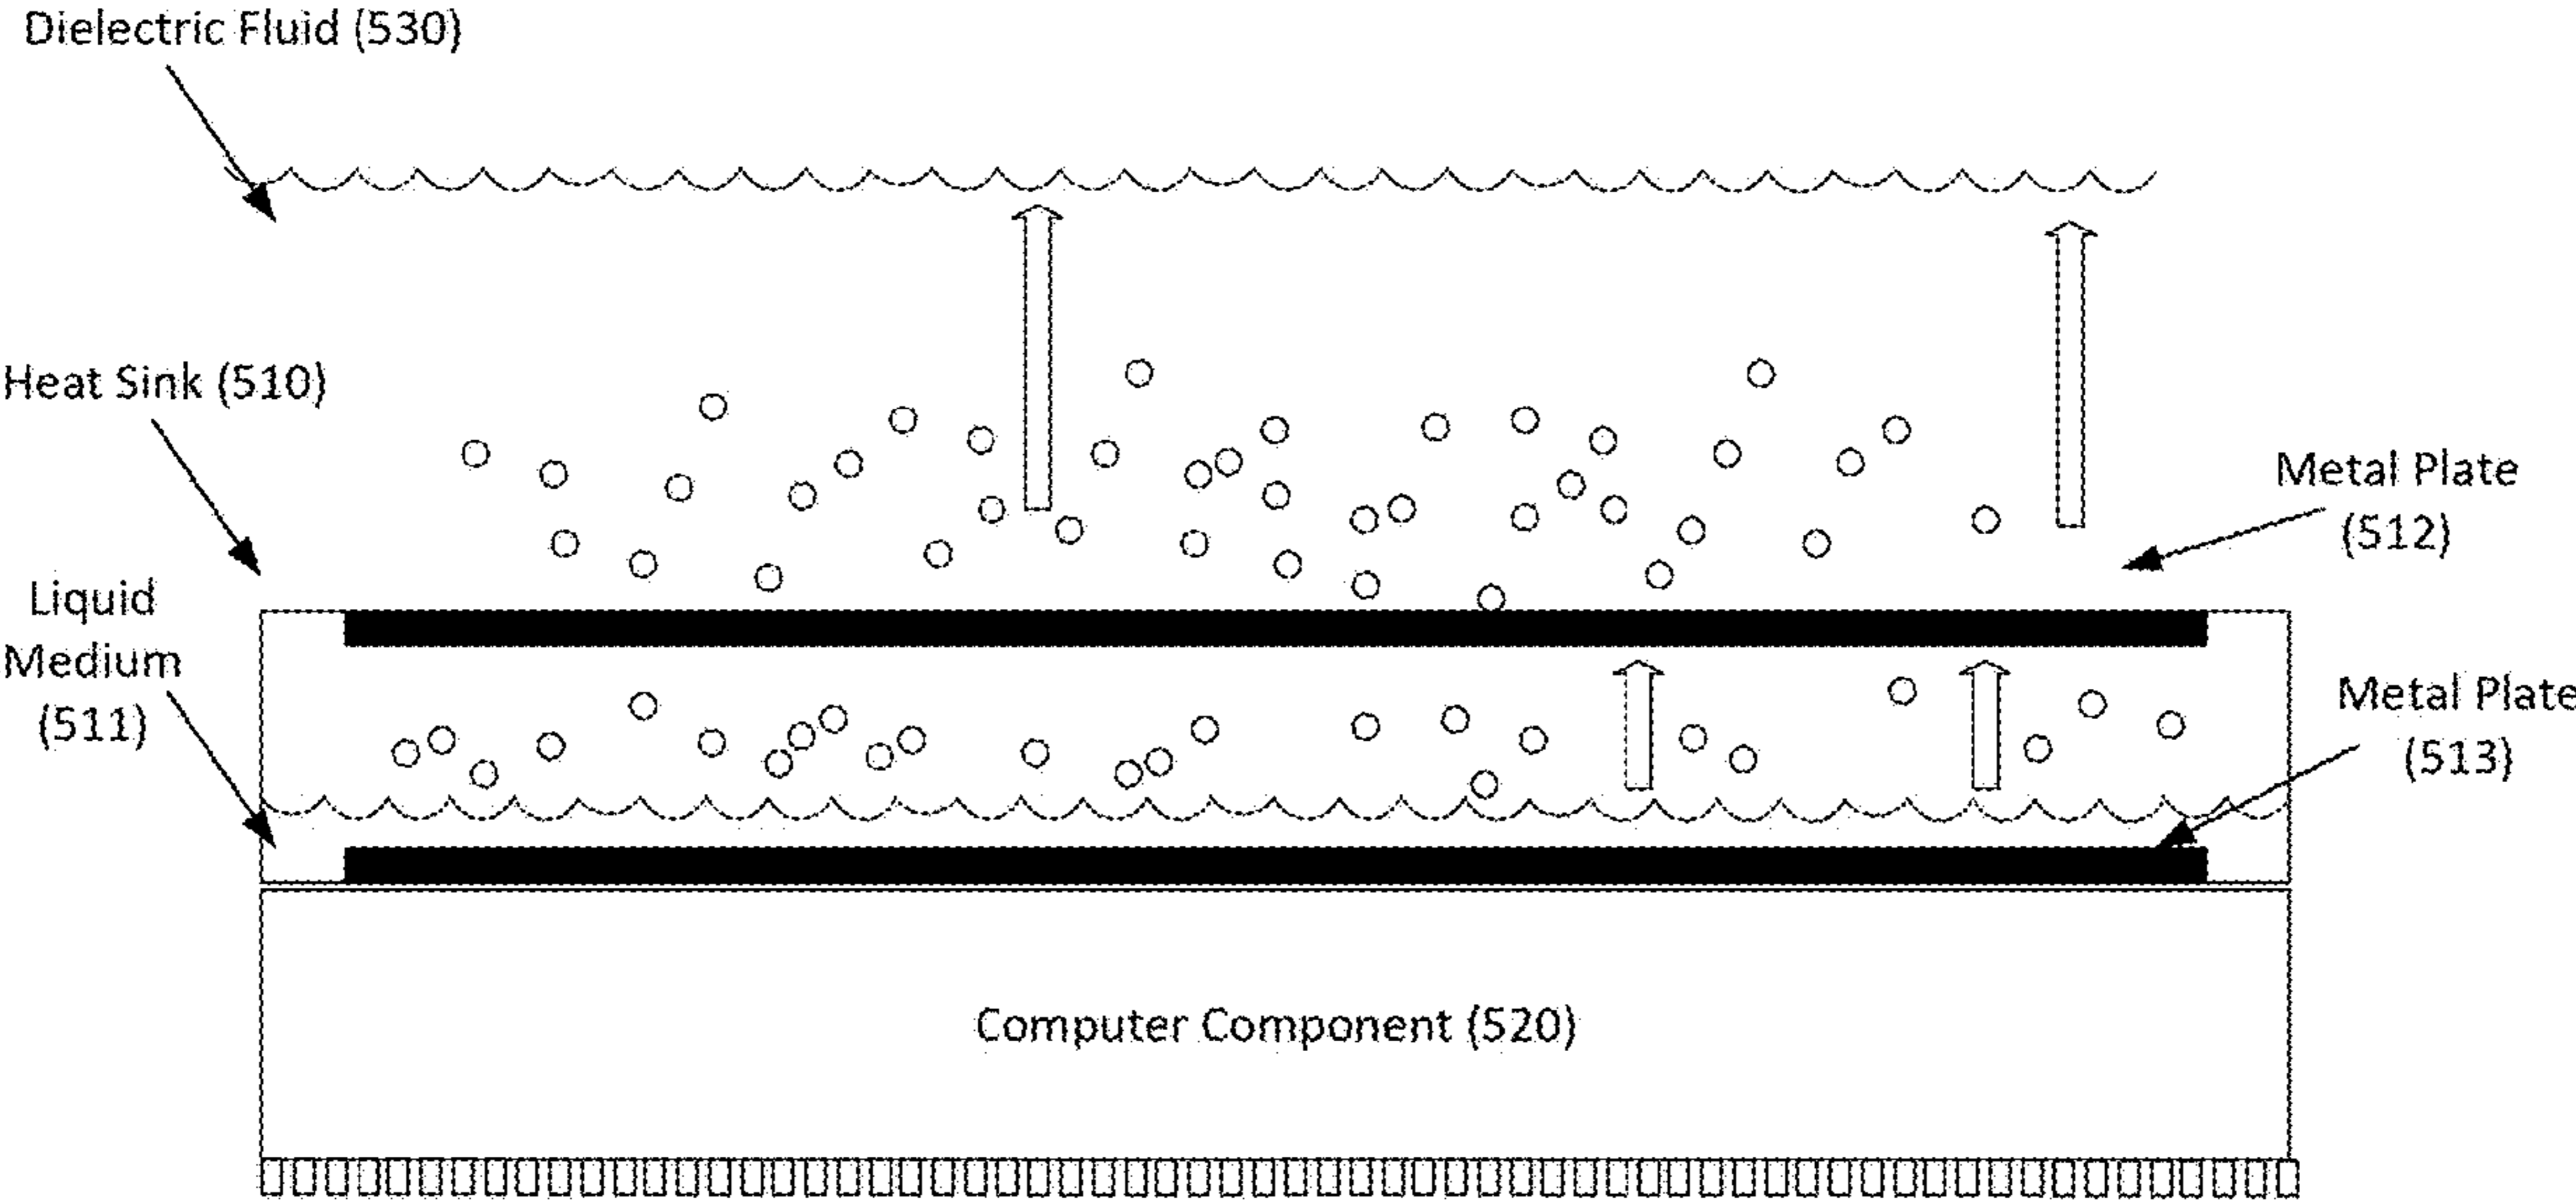 Dielectric Fluid (530)
Heat Sink (510)
Metal Plate
(512)
Liquid
Medium
(511)
Metal Plate
(513)
Computer Component (520)